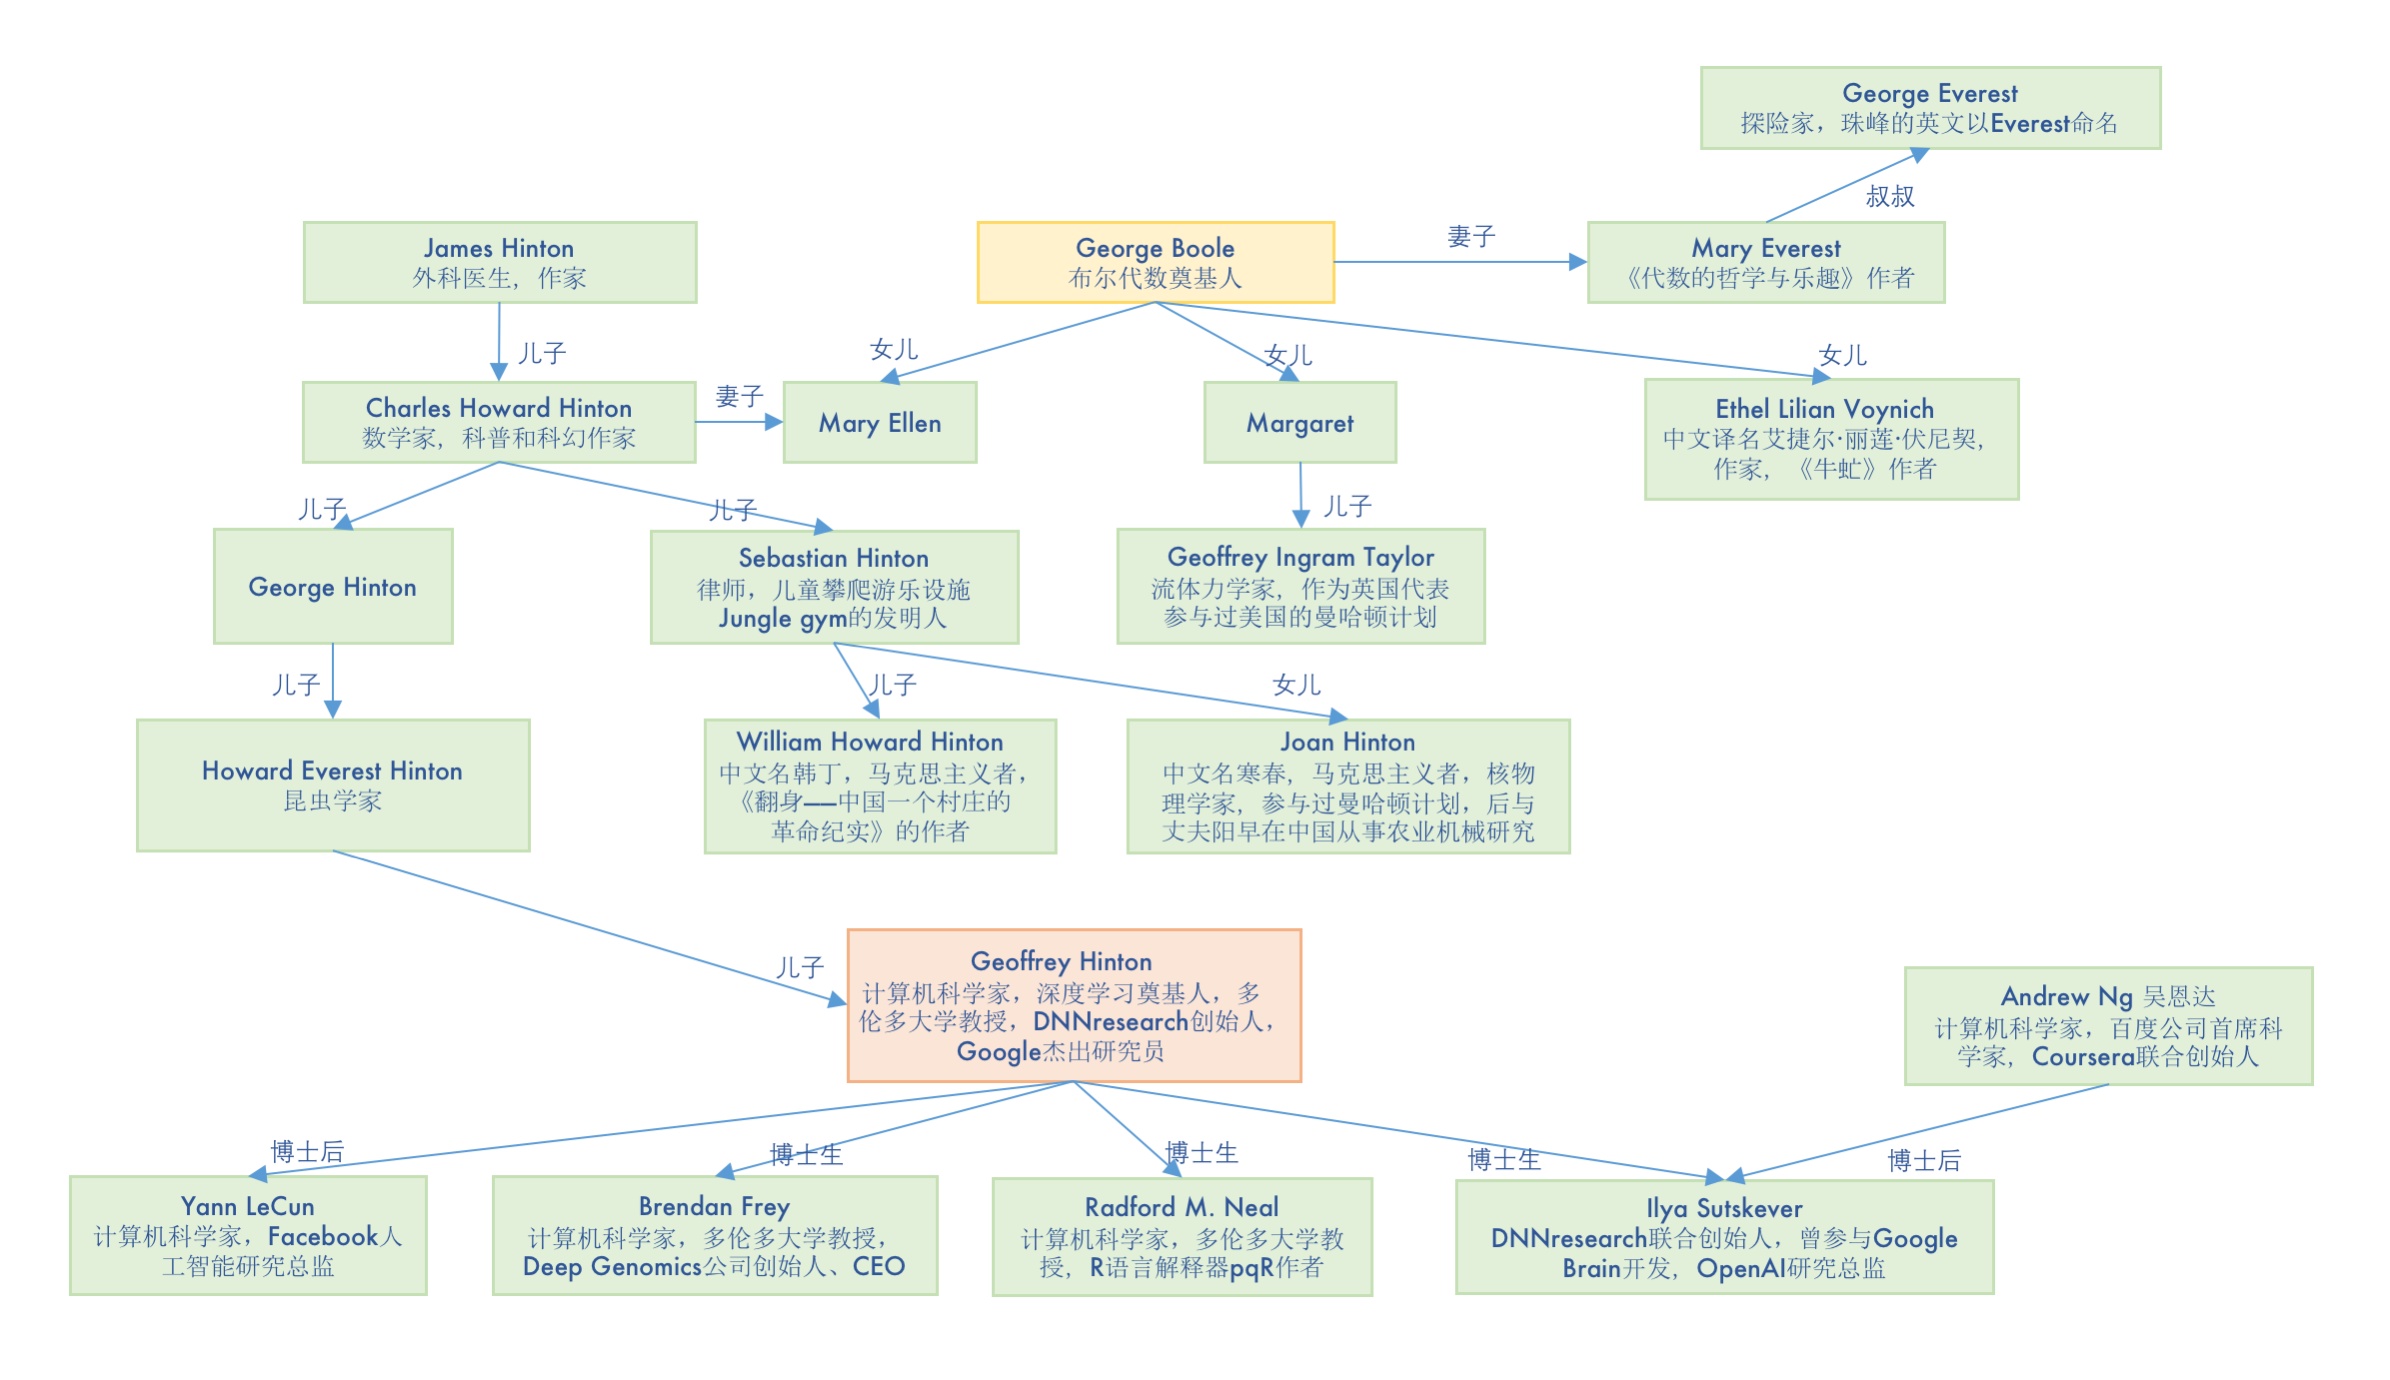 George Everest
探险家，珠峰的英文以Everest命名
叔叔
James Hinton
外科医生，作家
George Boole
布尔代数奠基人
妻子
Mary Everest
《代数的哲学与乐趣》作者
儿子
女儿
女儿
女儿
Charles Howard Hinton
数学家，科普和科幻作家
妻子
Mary Ellen
Margaret
Ethel Lilian Voynich
中文译名艾捷尔·丽莲·伏尼契，
作家，《牛虻》作者
儿子
儿子
儿子
George Hinton
Sebastian Hinton
律师，儿童攀爬游乐设施
Jungle gym的发明人
Geoffrey Ingram Taylor
流体力学家，作为英国代表
参与过美国的曼哈顿计划
儿子
儿子
女儿
Howard Everest Hinton
昆虫学家
William Howard Hinton
中文名韩丁，马克思主义者，
《翻身——中国一个村庄的
革命纪实》的作者
Joan Hinton
中文名寒春，马克思主义者，核物
理学家，参与过曼哈顿计划，后与
丈夫阳早在中国从事农业机械研究
儿子
Geoffrey Hinton
计算机科学家，深度学习奠基人，多
伦多大学教授，DNNresearch创始人，
Google杰出研究员
Andrew Ng 吴恩达
计算机科学家，百度公司首席科
学家，Coursera联合创始人
博士后
博士生
博士生
博士生
博士后
Yann LeCun
计算机科学家，Facebook人
工智能研究总监
Brendan Frey
计算机科学家，多伦多大学教授，
Deep Genomics公司创始人、CEO
Radford M. Neal
计算机科学家，多伦多大学教
授，R语言解释器pqR作者
Ilya Sutskever
DNNresearch联合创始人，曾参与Google
Brain开发，OpenAI研究总监